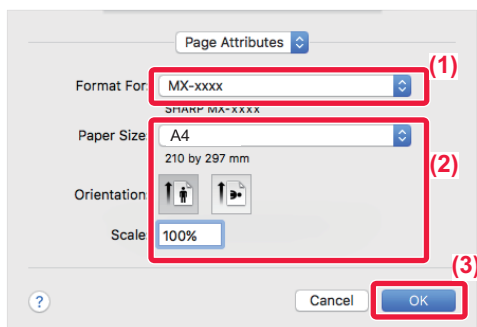 Page Attributes
(1)
Format For: MX-xxxx
SHARP MX-xxxx
Paper Size: A4
210 by 297 mm
(2)
Orientation:
Scale: 100%
(3)
? Cancel OK